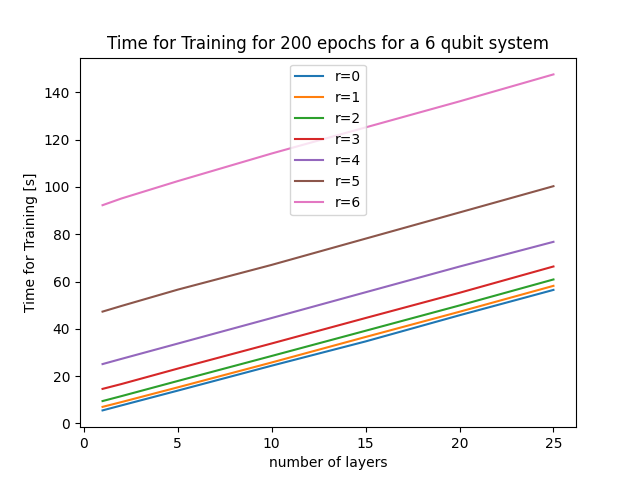 Time for Training for 200 epochs for a 6 qubit system
Time for Training [s]
140
120
100
80
60
40
20
0
r=0
r=1
r=2
r=3
r=4
r=5
r=6
0 5 10 15 20 25
number of layers